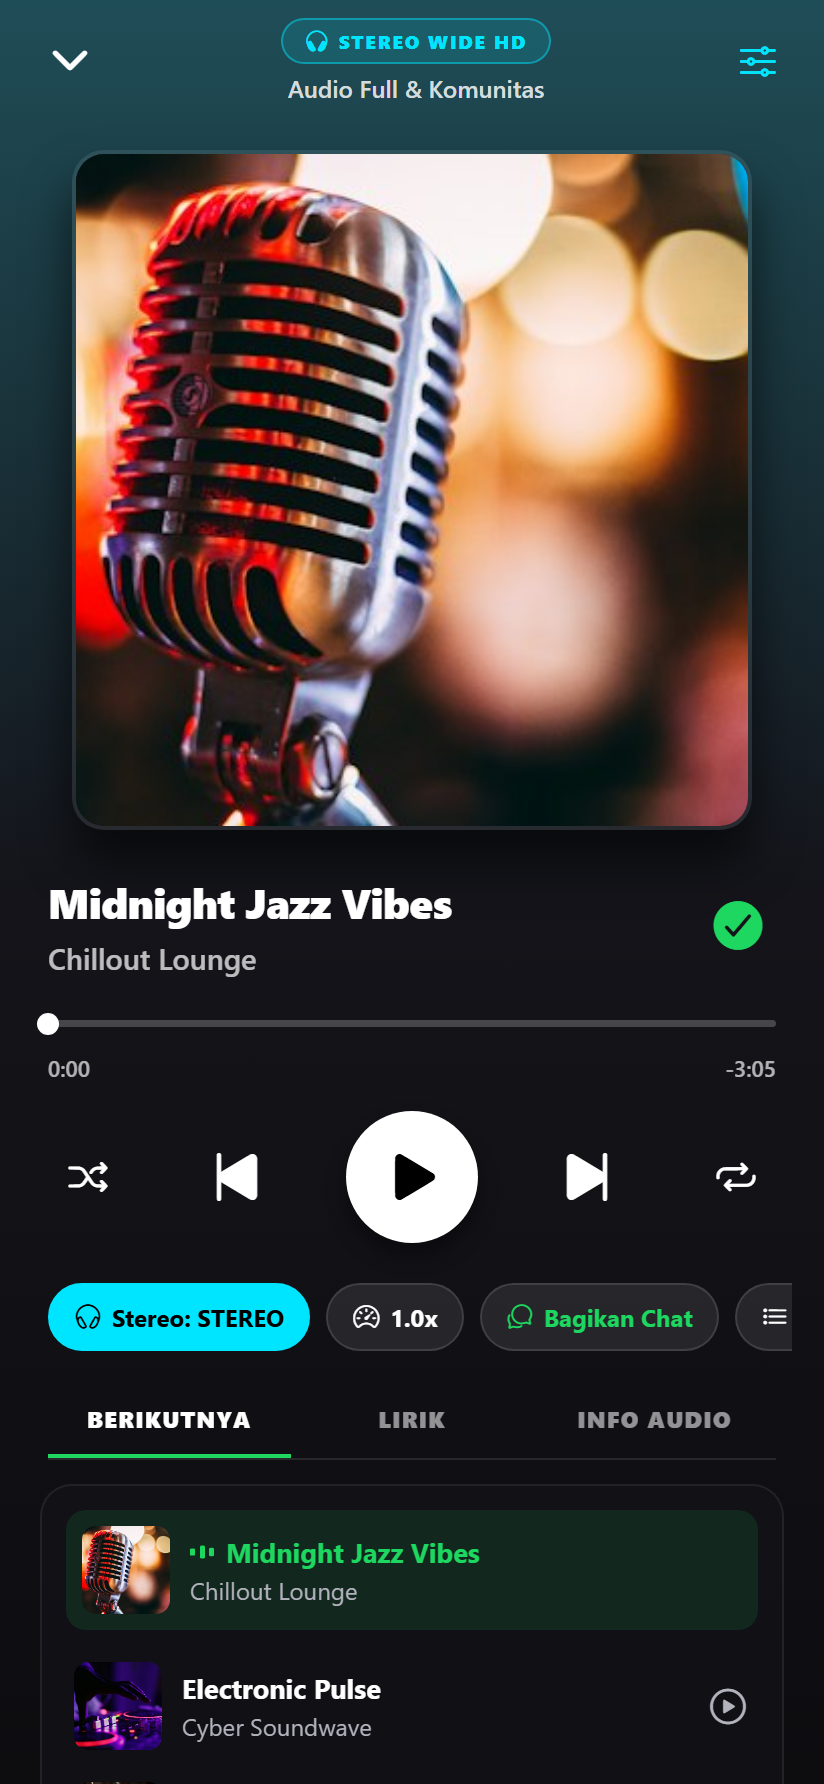 STEREO WIDE HD
Audio Full & Komunitas
Midnight Jazz Vibes
Chillout Lounge
0:00
-3:05
Stereo: STEREO
1.0x
Bagikan Chat
BERIKUTNYA
LIRIK
INFO AUDIO
Midnight Jazz Vibes
Chillout Lounge
Electronic Pulse
Cyber Soundwave